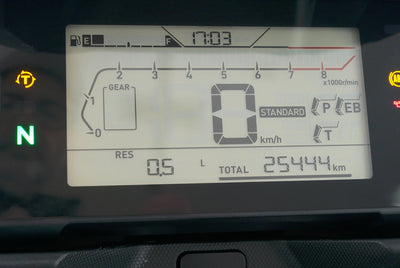 E F 17:03
2 3 4 5 6 7 8 x1000r/min
1
0
GEAR
0 km/h
STANDARD
P EB
T
T
N
RES 0.5 L
TOTAL 25444 km